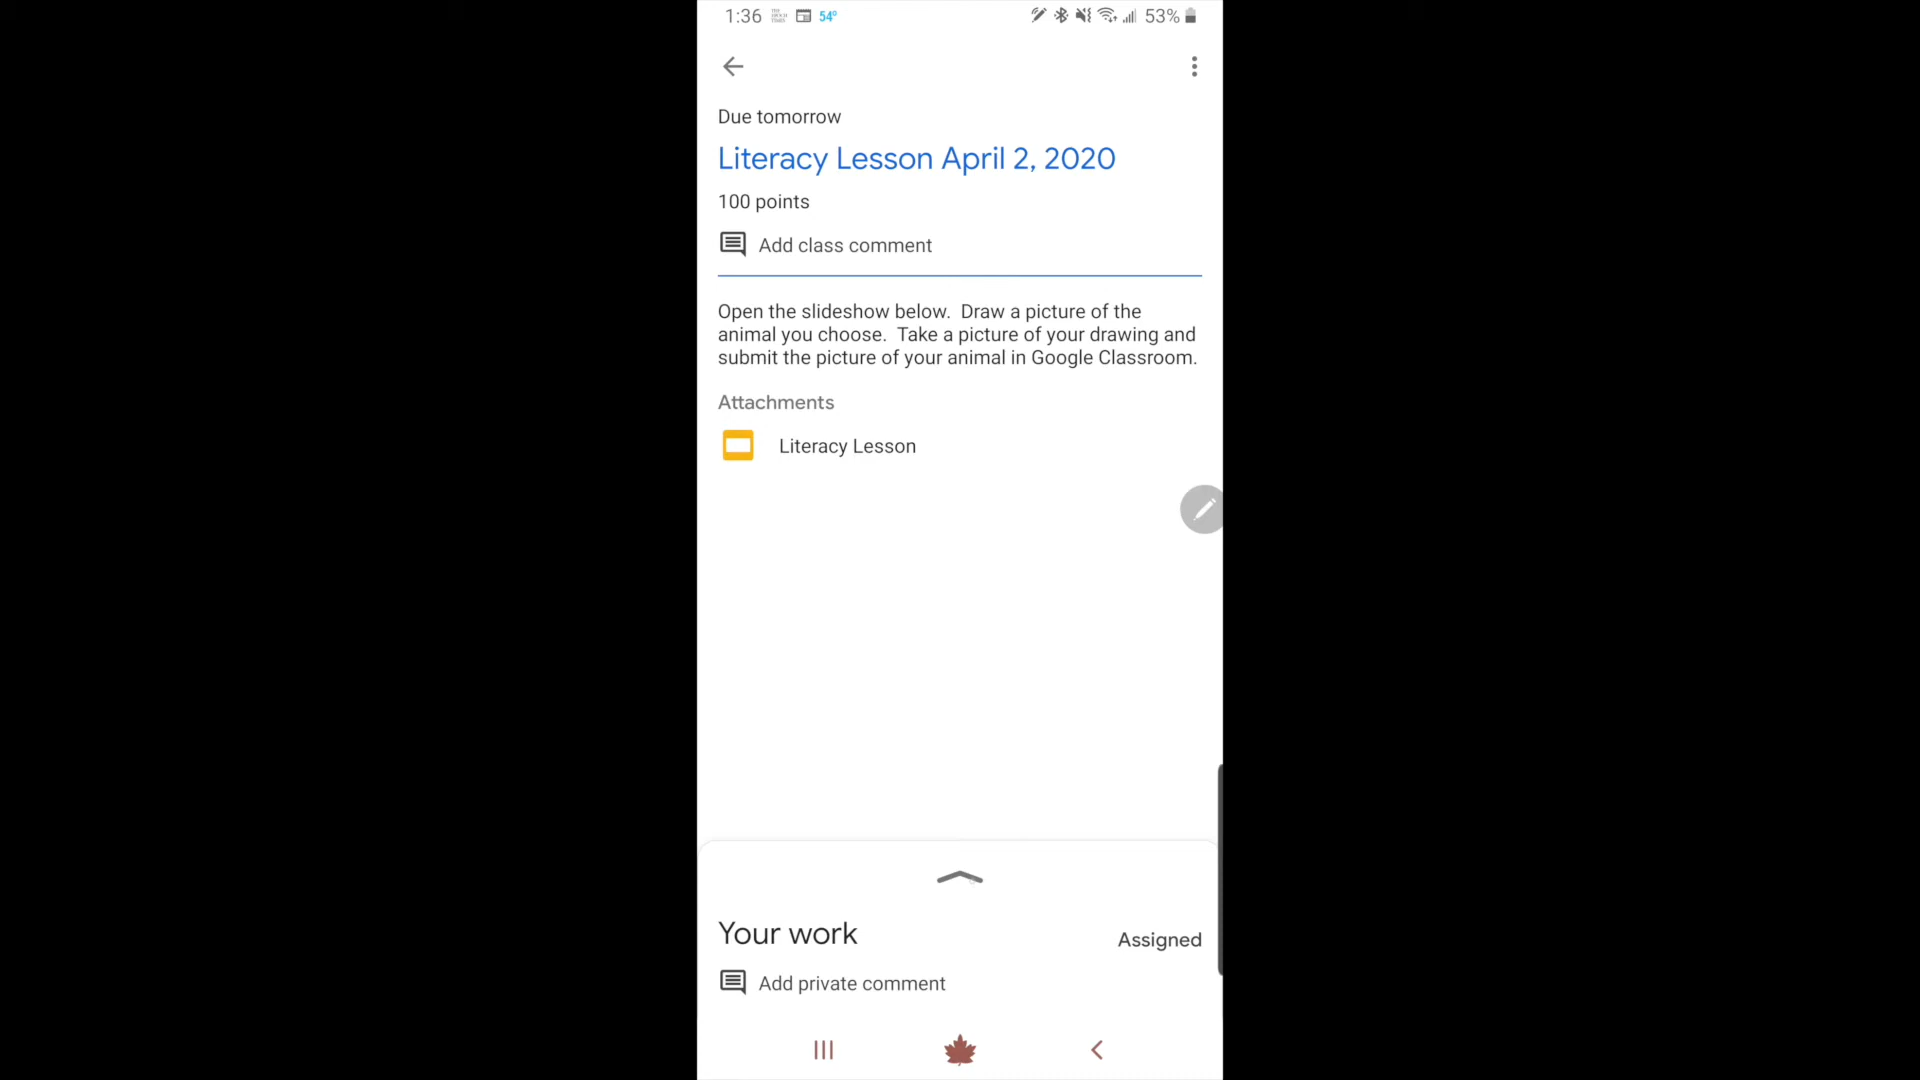 1:36 54° 53%
Due tomorrow
Literacy Lesson April 2, 2020
100 points
Add class comment
Open the slideshow below.  Draw a picture of the
animal you choose.  Take a picture of your drawing and
submit the picture of your animal in Google Classroom.
Attachments
Literacy Lesson
Your work
Assigned
Add private comment